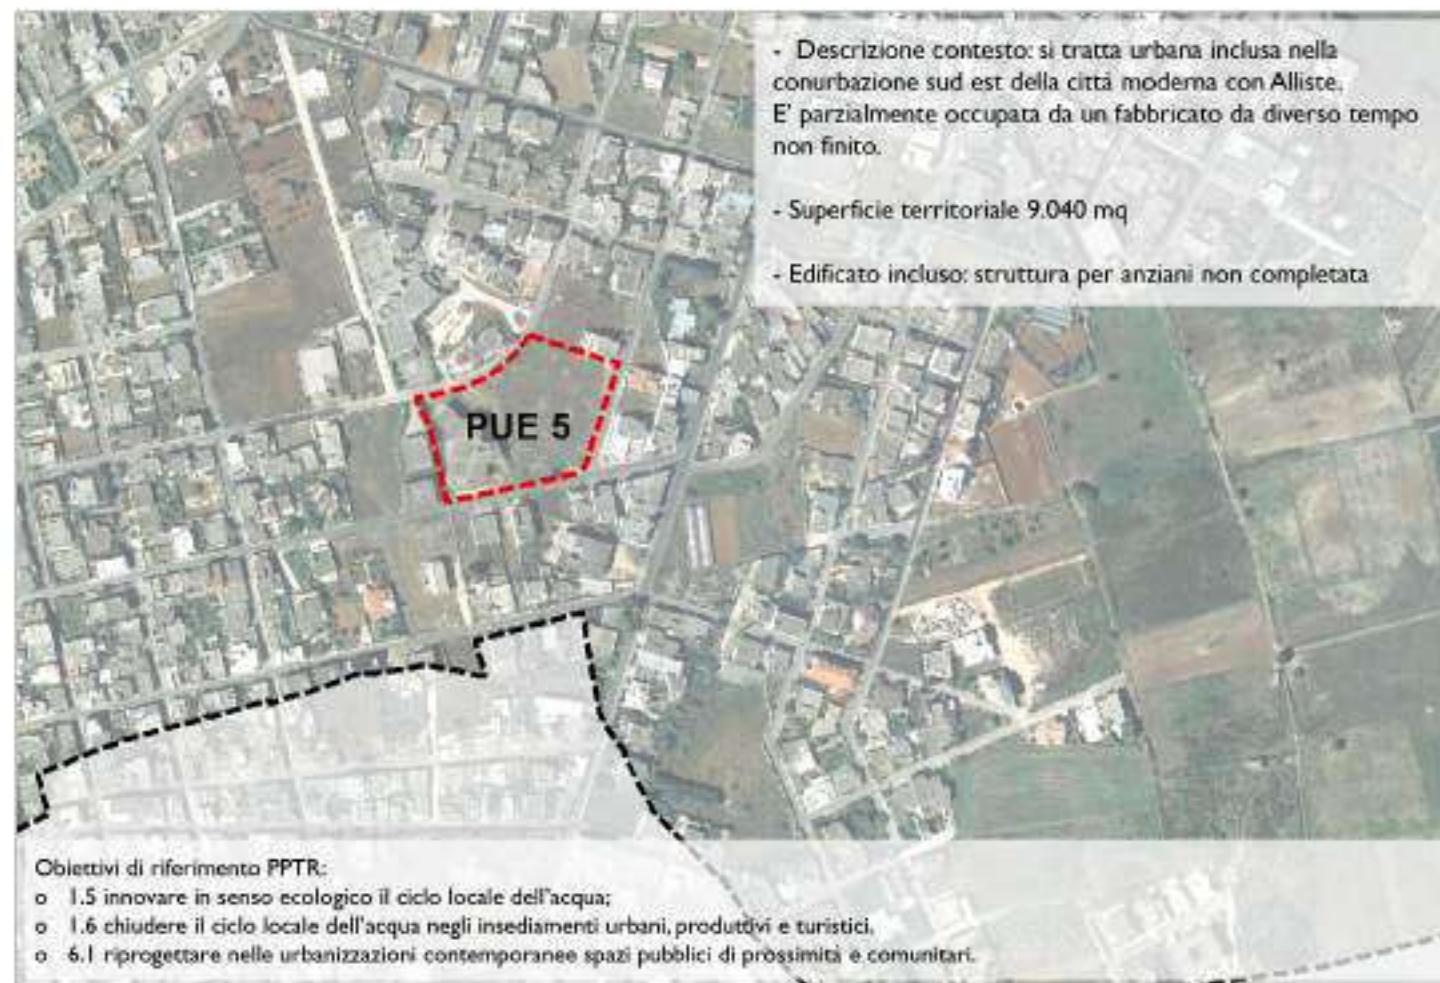 - Descrizione contesto: si tratta urbana inclusa nella
conurbazione sud est della città moderna con Alliste.
E' parzialmente occupata da un fabbricato da diverso tempo
non finito.
- Superficie territoriale 9.040 mq
- Edificato incluso: struttura per anziani non completata
PUE 5
Obiettivi di riferimento PPTR:
o 1.5 innovare in senso ecologico il ciclo locale dell'acqua;
o 1.6 chiudere il ciclo locale dell'acqua negli insediamenti urbani, produttivi e turistici.
o 6.1 riprogettare nelle urbanizzazioni contemporanee spazi pubblici di prossimità e comunitari.